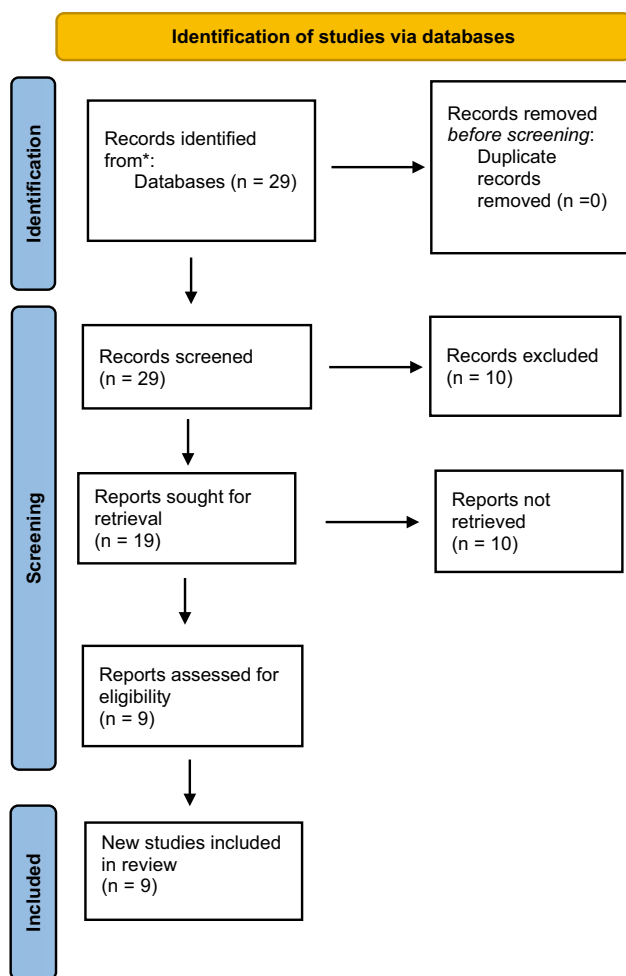 Identification of studies via databases
Identification
Records identified
from*:
Databases (n = 29)
Records removed
before screening:
Duplicate
records
removed (n =0)
Screening
Records screened
(n = 29)
Records excluded
(n = 10)
Reports sought for
retrieval
(n = 19)
Reports not
retrieved
(n = 10)
Reports assessed for
eligibility
(n = 9)
Included
New studies included
in review
(n = 9)